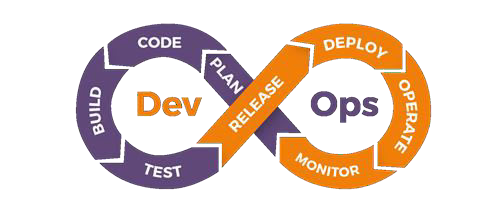 CODE
PLAN
DEPLOY
BUILD
Dev
RELEASE
Ops
OPERATE
TEST
MONITOR